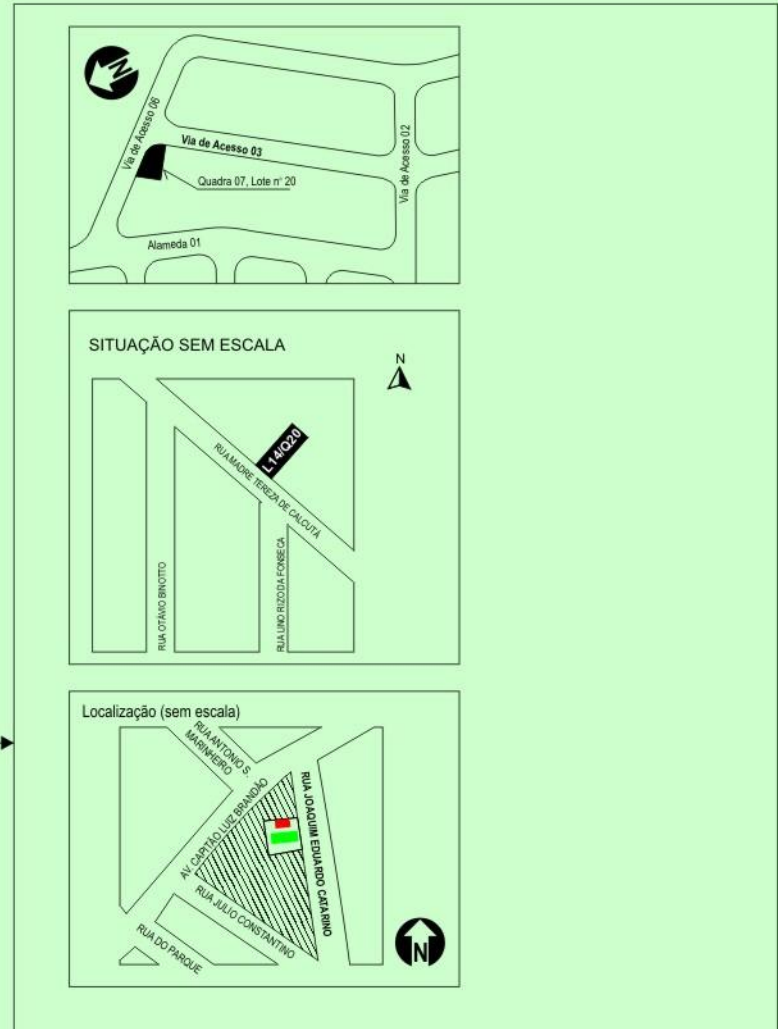 N
Via de Acesso 06
Via de Acesso 03
Via de Acesso 02
Quadra 07, Lote n° 20
Alameda 01
SITUAÇÃO SEM ESCALA
N
L14/Q20
RUA MADRE TEREZA DE CALCUTÁ
RUA OTÁVIO BINOTTO
RUA LINO RIZO DA FONSECA
Localização (sem escala)
RUA ANTONIO S.
MARINHEIRO
AV. CAPITÃO LUIZ BRANDÃO
RUA JOAQUIM EDUARDO CATARINO
RUA JULIO CONSTANTINO
RUA DO PARQUE
N